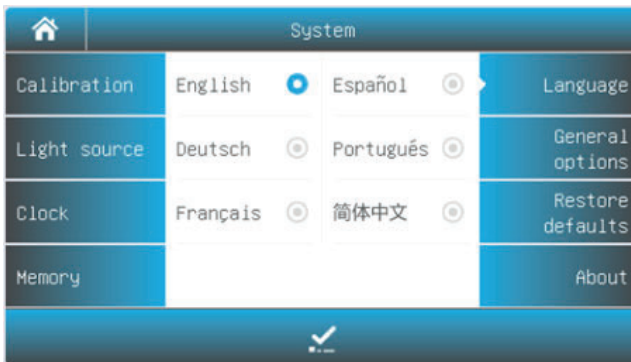 System
Calibration
English
Español
Language
Light source
Deutsch
Portugués
General
options
Clock
Français
简体中文
Restore
defaults
Memory
About